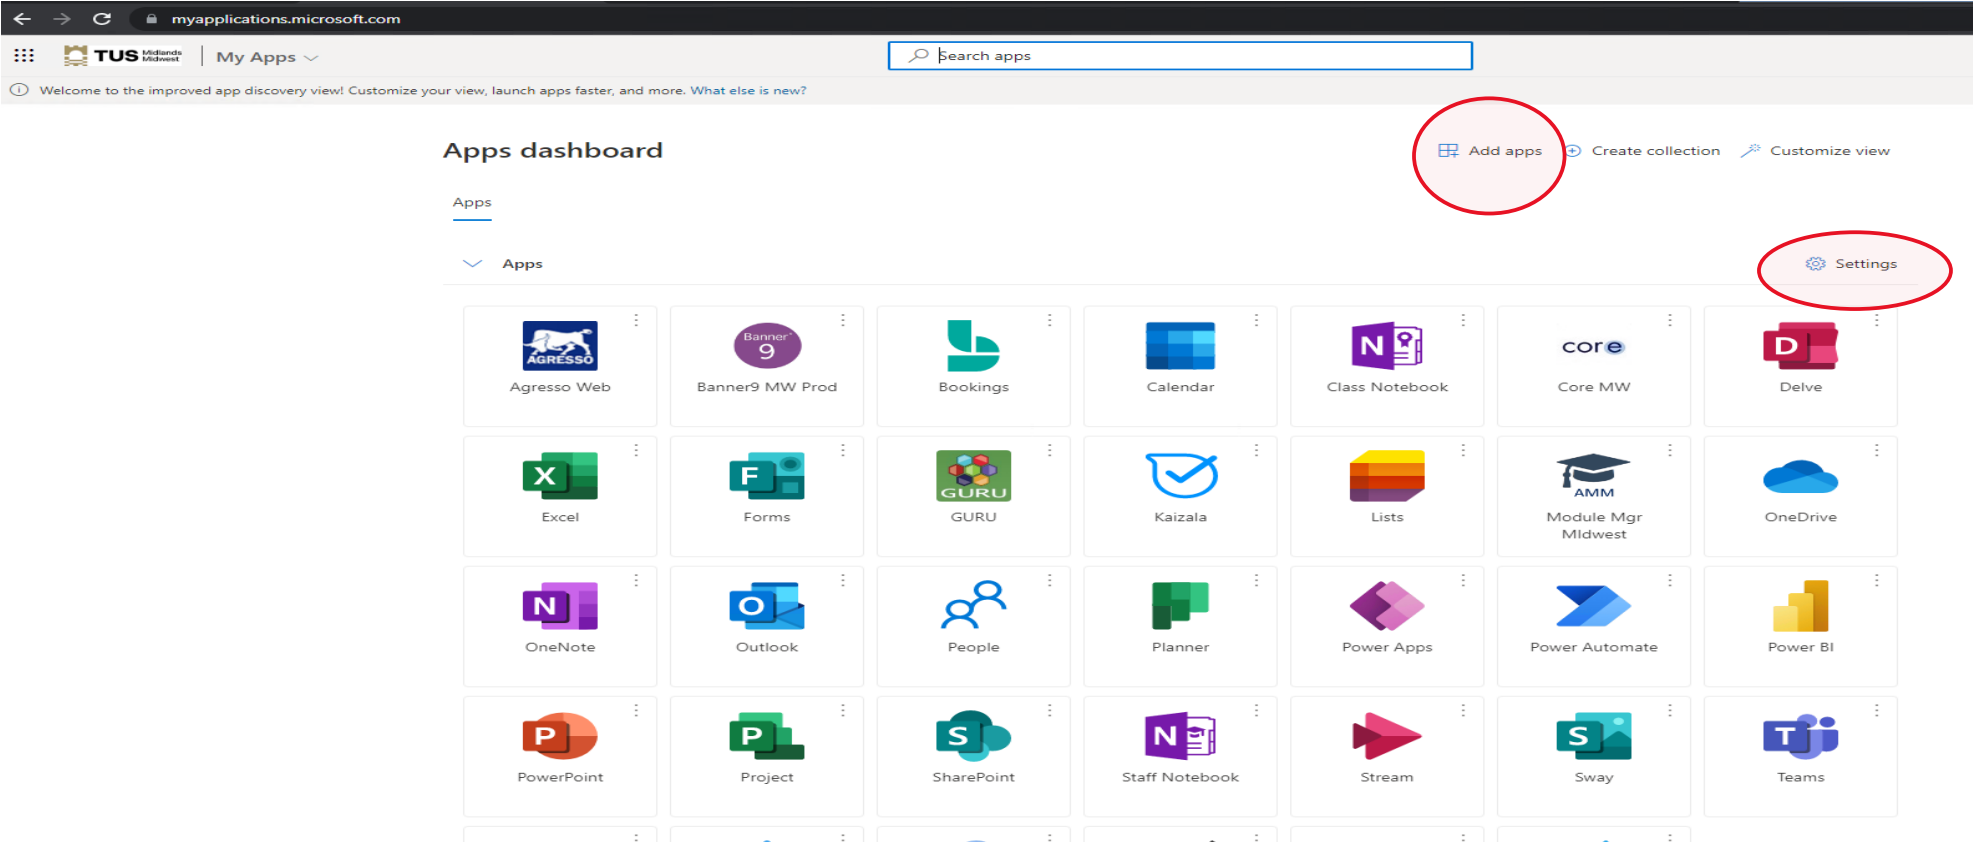 myapplications.microsoft.com
TUS Midlands Midwest
My Apps
Search apps
Welcome to the improved app discovery view! Customize your view, launch apps faster, and more. What else is new?
Apps dashboard
Add apps
Create collection
Customize view
Apps
Apps
Settings
AGRESSO
Banner
9
core
D
Agresso Web
Banner9 MW Prod
Bookings
Calendar
Class Notebook
Core MW
Delve
N
X
F
GURU
AMM
Excel
Forms
GURU
Kaizala
Lists
Module Mgr
MIdwest
OneDrive
N
O
OneNote
Outlook
People
Planner
Power Apps
Power Automate
Power BI
P
P
S
N
S
T
PowerPoint
Project
SharePoint
Staff Notebook
Stream
Sway
Teams